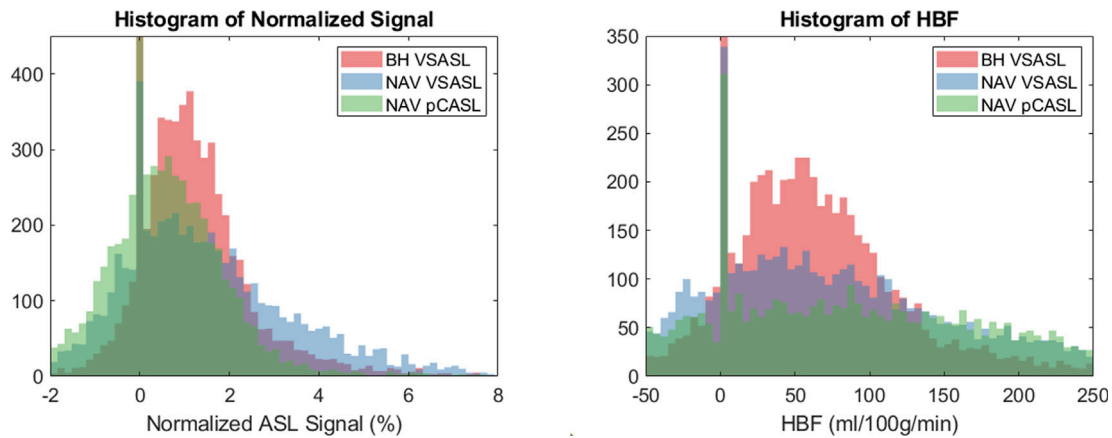 Histogram of Normalized Signal
400
300
200
100
0
-2
0
2
4
6
8
Normalized ASL Signal (%)
BH VSASL
NAV VSASL
NAV pCASL
Histogram of HBF
350
300
250
200
150
100
50
0
-50
0
50
100
150
200
250
HBF (ml/100g/min)
BH VSASL
NAV VSASL
NAV pCASL